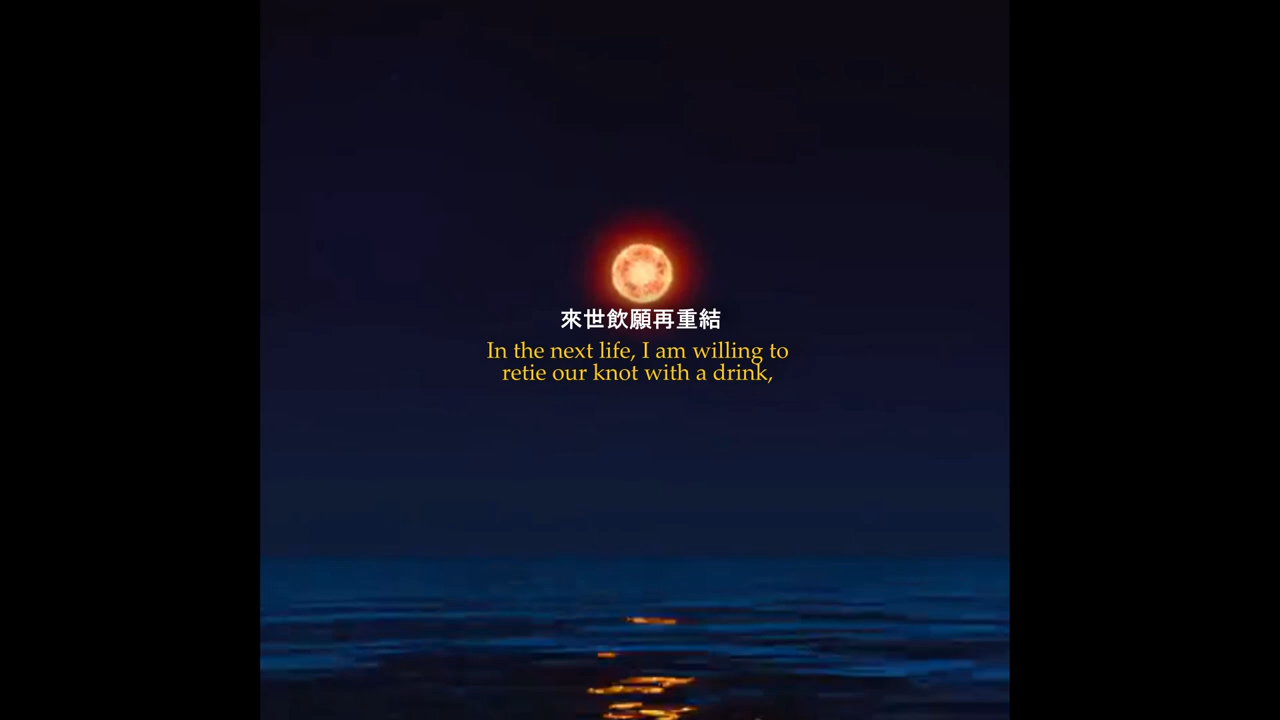 來世飲願再重結
In the next life, I am willing to
retie our knot with a drink,